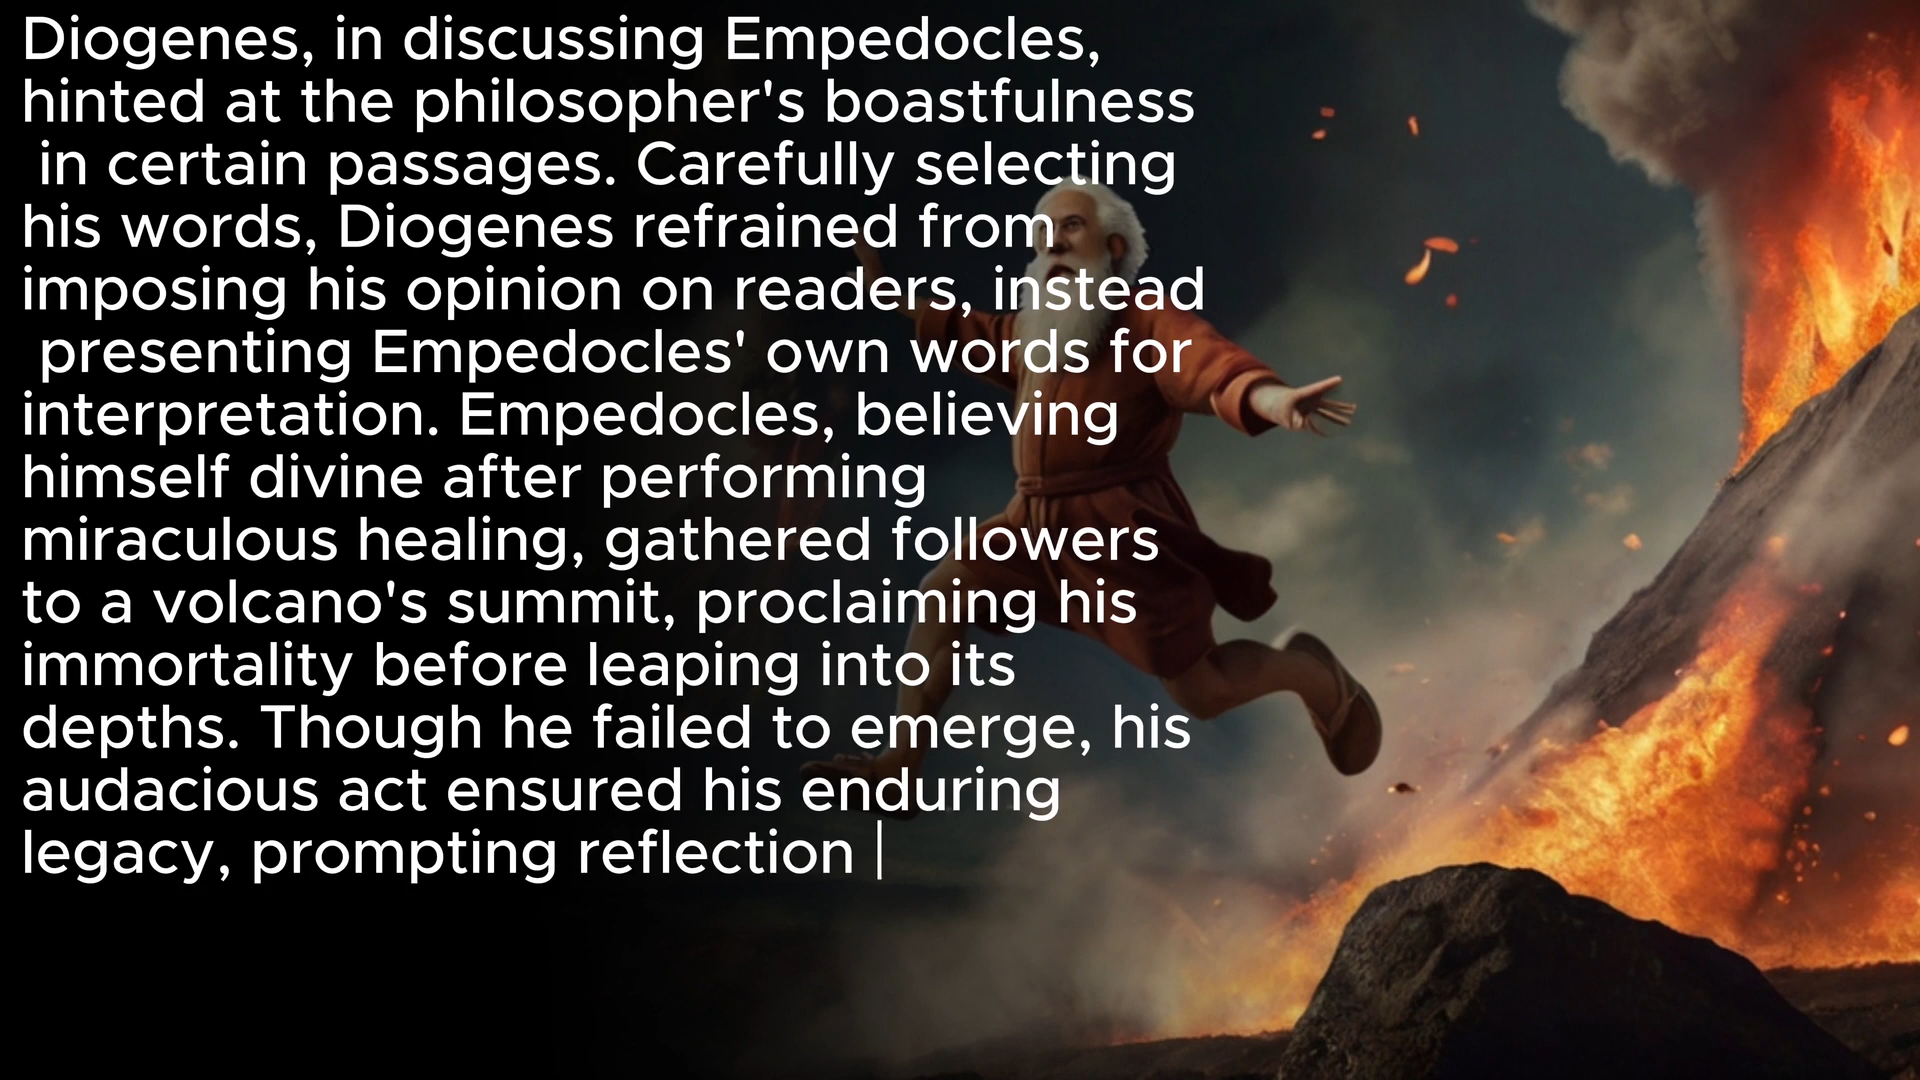 Diogenes, in discussing Empedocles,
hinted at the philosopher's boastfulness
in certain passages. Carefully selecting
his words, Diogenes refrained from
imposing his opinion on readers, instead
presenting Empedocles' own words for
interpretation. Empedocles, believing
himself divine after performing
miraculous healing, gathered followers
to a volcano's summit, proclaiming his
immortality before leaping into its
depths. Though he failed to emerge, his
audacious act ensured his enduring
legacy, prompting reflection |